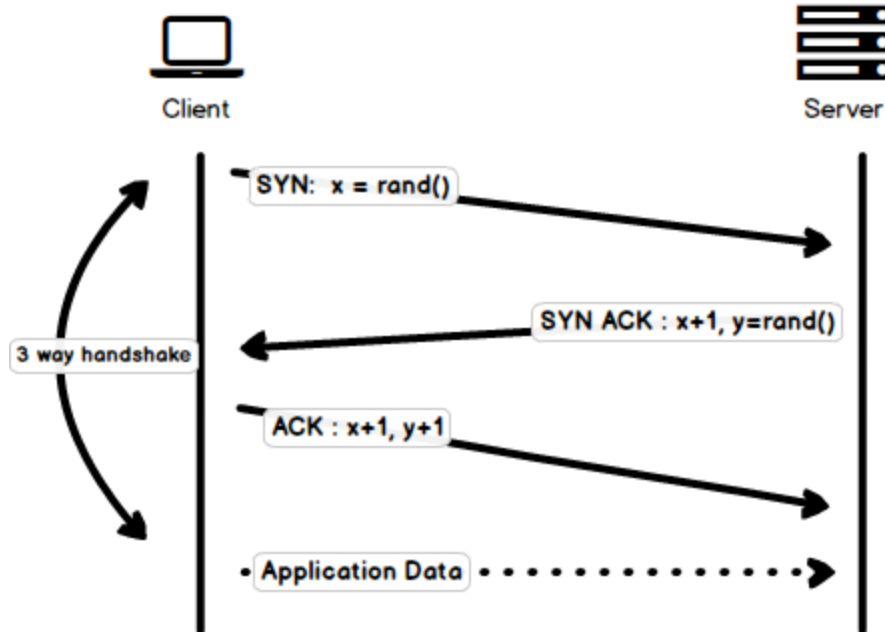 Client
Server
SYN: x = rand()
SYN ACK : x+1, y=rand()
3 way handshake
ACK : x+1, y+1
Application Data